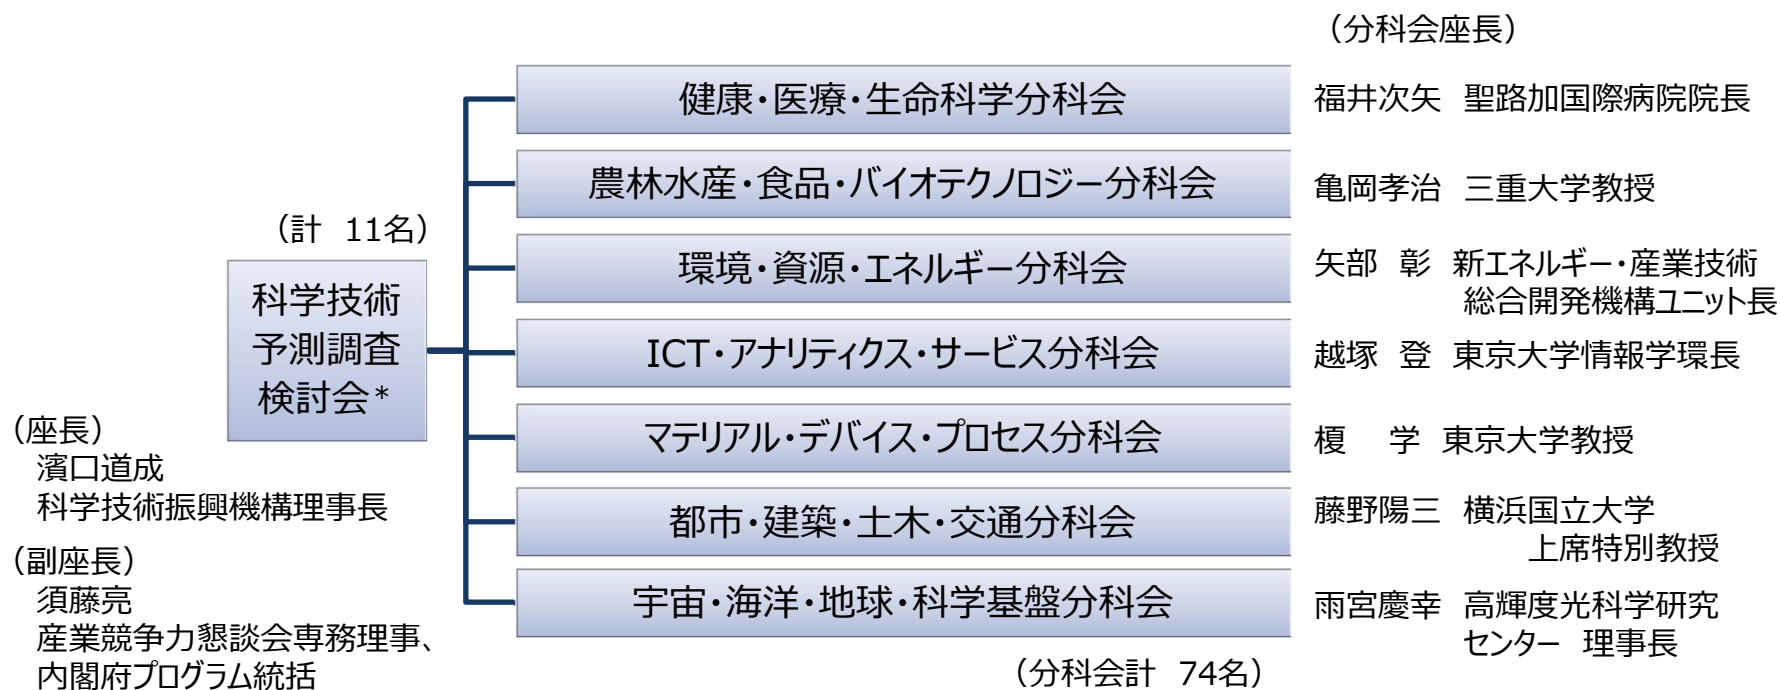 （分科会座長）
健康・医療・生命科学分科会
福井次矢　聖路加国際病院院長
農林水産・食品・バイオテクノロジー分科会
亀岡孝治　三重大学教授
（計　11名）
環境・資源・エネルギー分科会
矢部　彰　新エネルギー・産業技術
総合開発機構ユニット長
科学技術
予測調査
検討会*
ICT・アナリティクス・サービス分科会
越塚　登　東京大学情報学環長
（座長）
濱口道成
科学技術振興機構理事長
マテリアル・デバイス・プロセス分科会
榎　学　東京大学教授
都市・建築・土木・交通分科会
藤野陽三　横浜国立大学
上席特別教授
（副座長）
須藤亮
産業競争力懇談会専務理事、
内閣府プログラム統括
宇宙・海洋・地球・科学基盤分科会
雨宮慶幸　高輝度光科学研究
センター　理事長
（分科会計　74名）